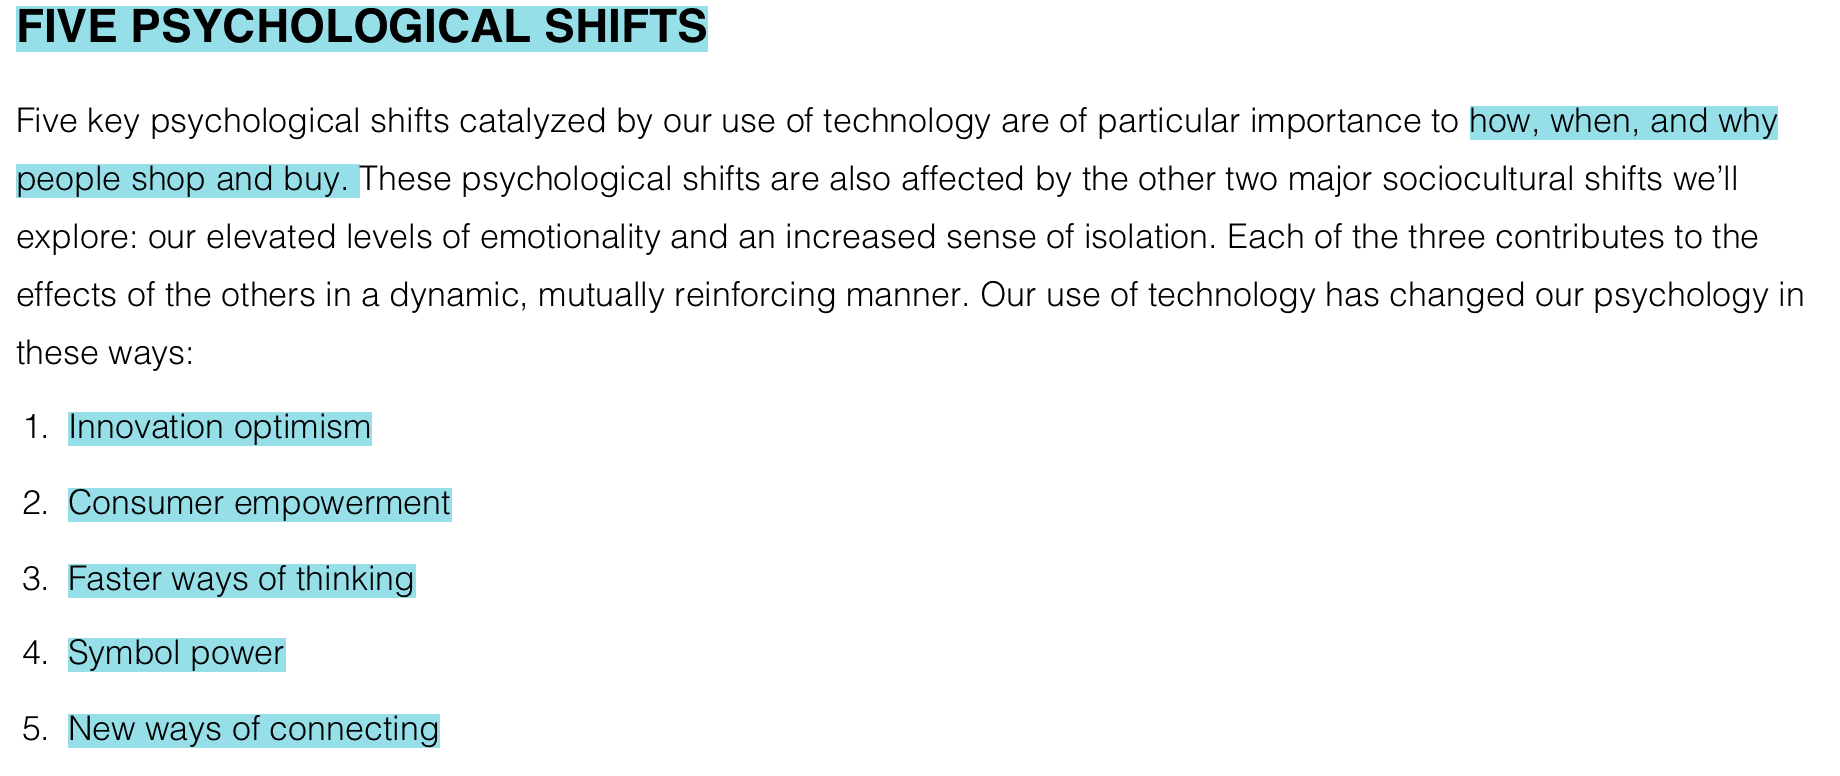 FIVE PSYCHOLOGICAL SHIFTS
Five key psychological shifts catalyzed by our use of technology are of particular importance to how, when, and why
people shop and buy. These psychological shifts are also affected by the other two major sociocultural shifts we’ll
explore: our elevated levels of emotionality and an increased sense of isolation. Each of the three contributes to the
effects of the others in a dynamic, mutually reinforcing manner. Our use of technology has changed our psychology in
these ways:
1. Innovation optimism
2. Consumer empowerment
3. Faster ways of thinking
4. Symbol power
5. New ways of connecting